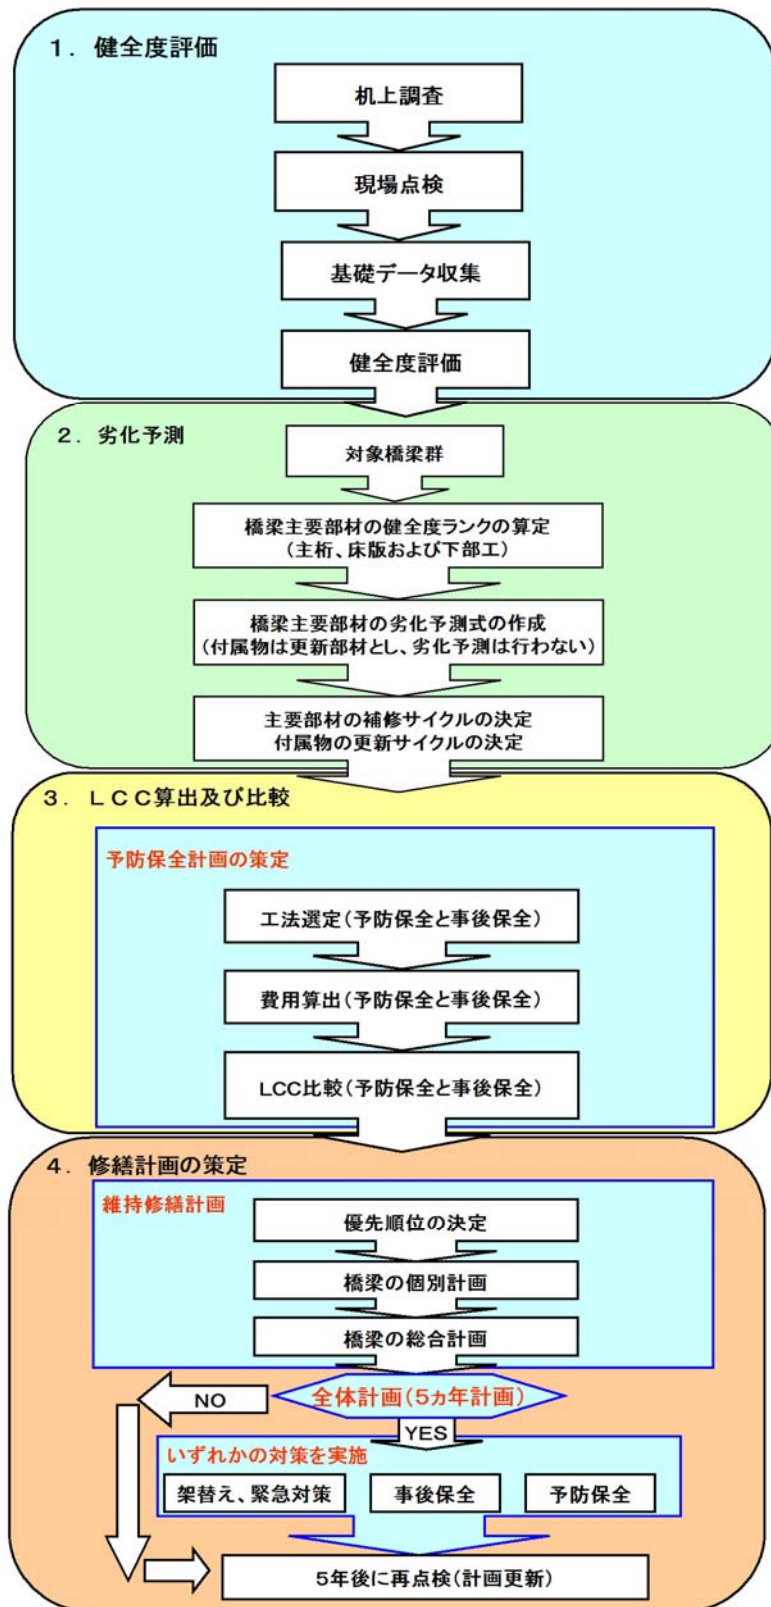 1. 健全度評価
机上調査
現場点検
基礎データ収集
健全度評価
2. 劣化予測
対象橋梁群
橋梁主要部材の健全度ランクの算定
(主桁、床版および下部工)
橋梁主要部材の劣化予測式の作成
(付属物は更新部材とし、劣化予測は行わない)
主要部材の補修サイクルの決定
付属物の更新サイクルの決定
3. LCC算出及び比較
予防保全計画の策定
工法選定(予防保全と事後保全)
費用算出(予防保全と事後保全)
LCC比較(予防保全と事後保全)
4. 修繕計画の策定
維持修繕計画
優先順位の決定
橋梁の個別計画
橋梁の総合計画
全体計画(5ヵ年計画)
NO
YES
いずれかの対策を実施
架替え、緊急対策
事後保全
予防保全
5年後に再点検(計画更新)